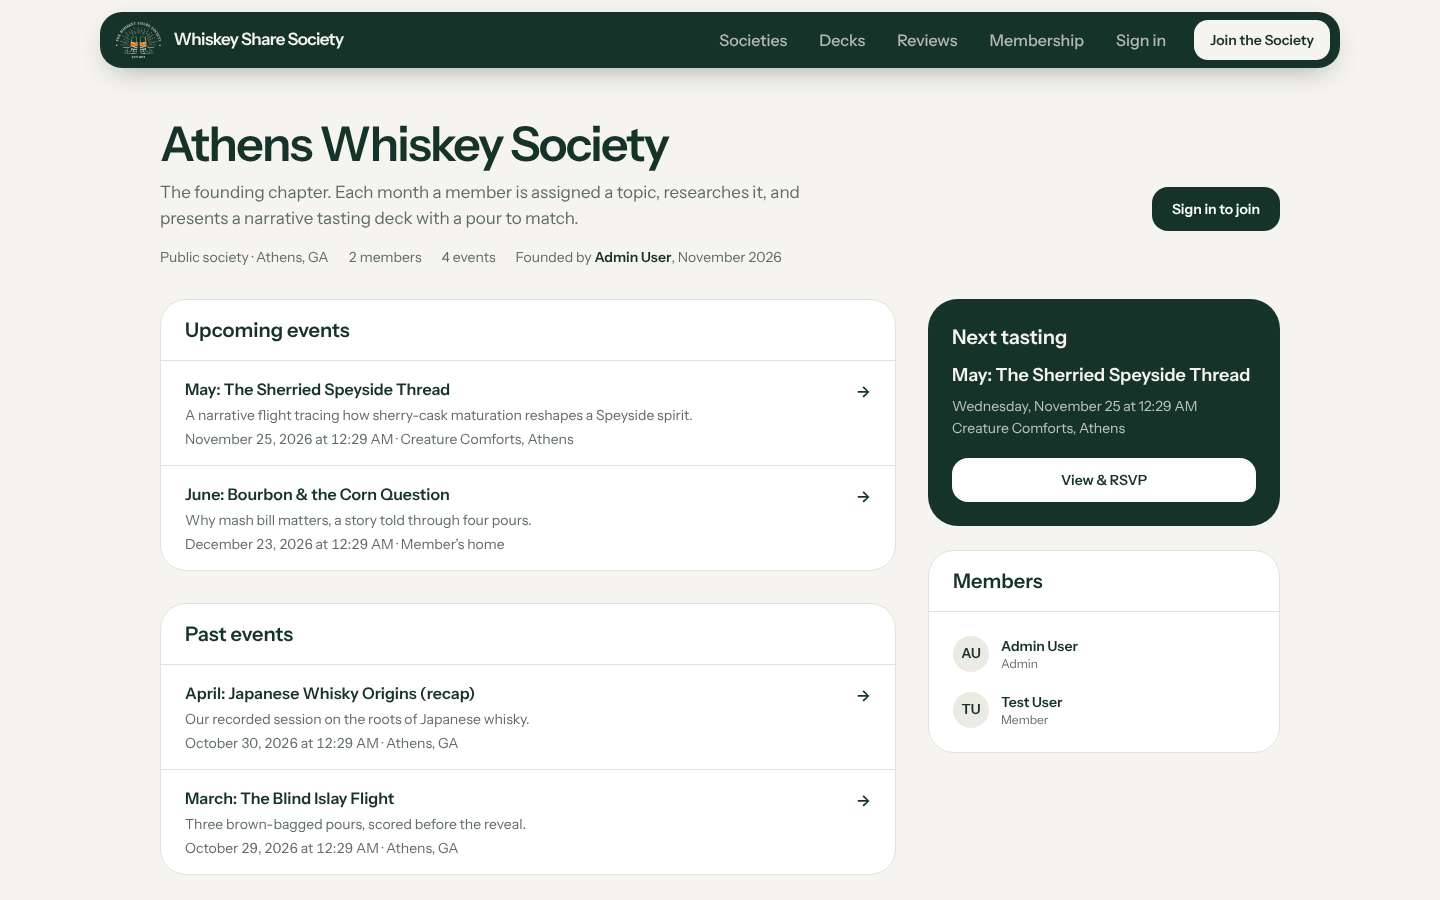 Whiskey Share Society
Societies
Decks
Reviews
Membership
Sign in
Join the Society
Athens Whiskey Society
The founding chapter. Each month a member is assigned a topic, researches it, and
presents a narrative tasting deck with a pour to match.
Sign in to join
Public society · Athens, GA
2 members
4 events
Founded by Admin User, November 2026
Upcoming events
May: The Sherried Speyside Thread
A narrative flight tracing how sherry-cask maturation reshapes a Speyside spirit.
November 25, 2026 at 12:29 AM · Creature Comforts, Athens
June: Bourbon & the Corn Question
Why mash bill matters, a story told through four pours.
December 23, 2026 at 12:29 AM · Member's home
Past events
April: Japanese Whisky Origins (recap)
Our recorded session on the roots of Japanese whisky.
October 30, 2026 at 12:29 AM · Athens, GA
March: The Blind Islay Flight
Three brown-bagged pours, scored before the reveal.
October 29, 2026 at 12:29 AM · Athens, GA
Next tasting
May: The Sherried Speyside Thread
Wednesday, November 25 at 12:29 AM
Creature Comforts, Athens
View & RSVP
Members
AU
Admin User
Admin
TU
Test User
Member